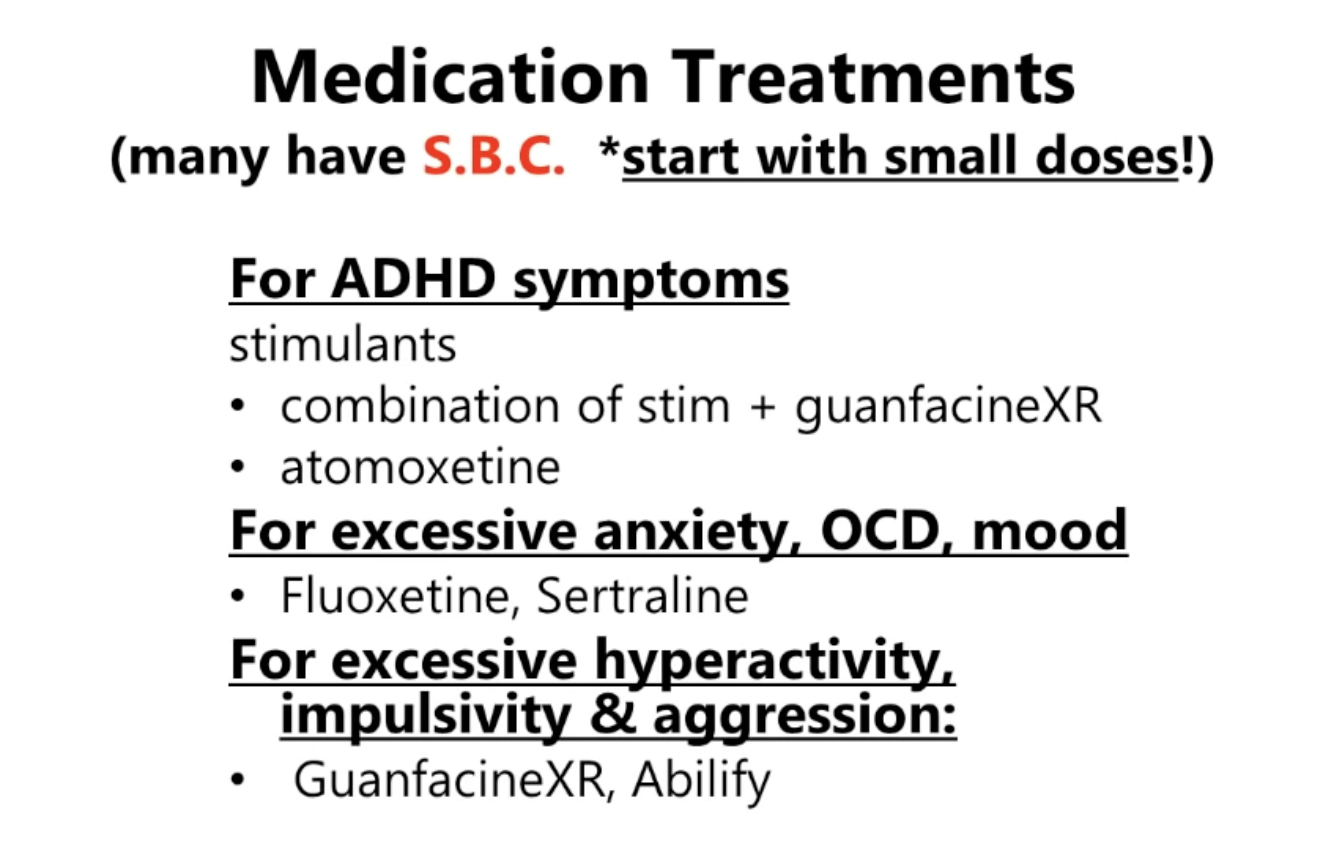 Medication Treatments
(many have S.B.C. *start with small doses!)
For ADHD symptoms
stimulants
• combination of stim + guanfacineXR
• atomoxetine
For excessive anxiety, OCD, mood
• Fluoxetine, Sertraline
For excessive hyperactivity,
impulsivity & aggression:
• GuanfacineXR, Abilify